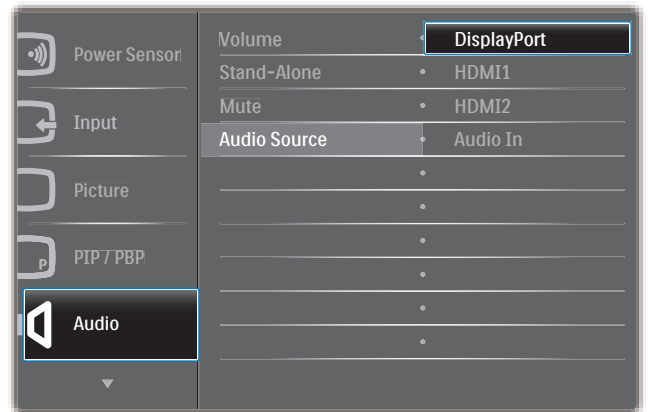 Power Sensor
Input
Picture
P
PIP / PBP
Audio
Volume
DisplayPort
Stand-Alone
HDMI1
Mute
HDMI2
Audio Source
Audio In